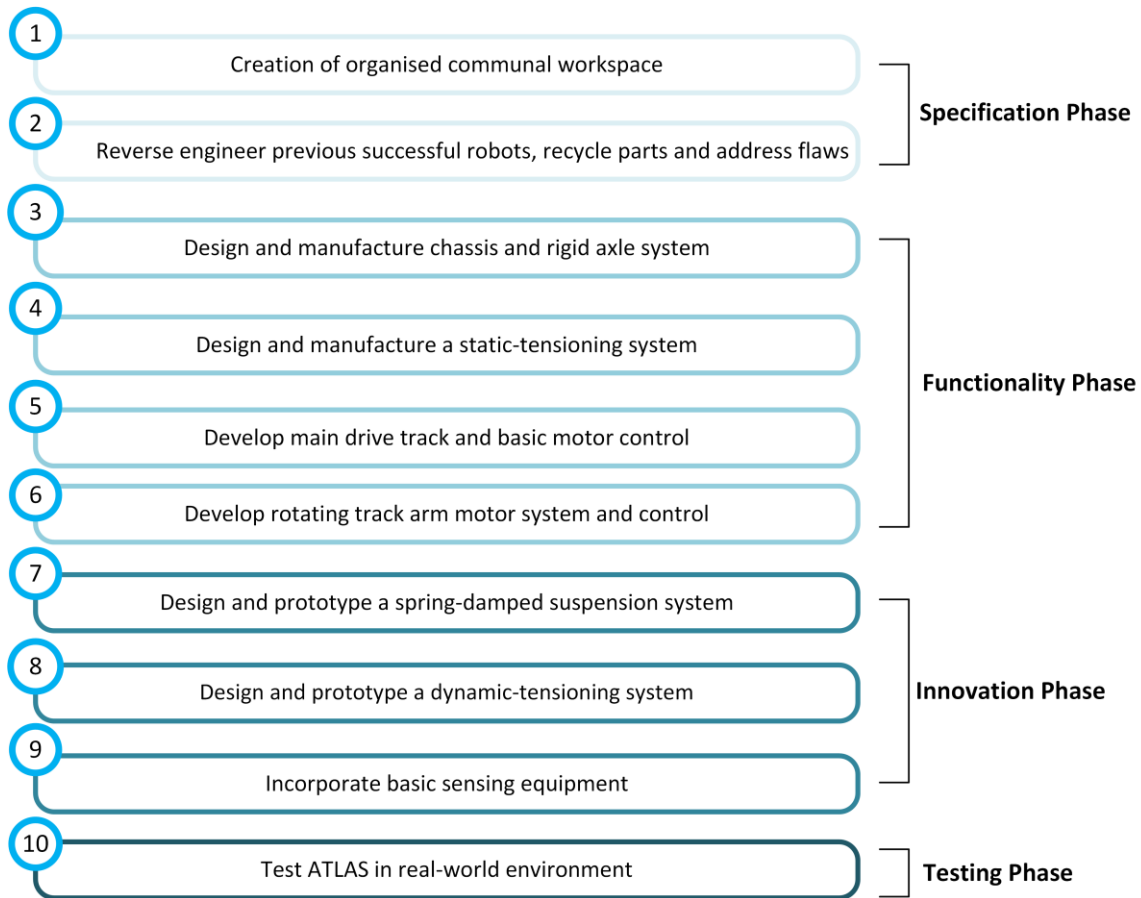 1
Creation of organised communal workspace
2
Reverse engineer previous successful robots, recycle parts and address flaws
Specification Phase
3
Design and manufacture chassis and rigid axle system
4
Design and manufacture a static-tensioning system
5
Develop main drive track and basic motor control
6
Develop rotating track arm motor system and control
Functionality Phase
7
Design and prototype a spring-damped suspension system
8
Design and prototype a dynamic-tensioning system
9
Incorporate basic sensing equipment
Innovation Phase
10
Test ATLAS in real-world environment
Testing Phase